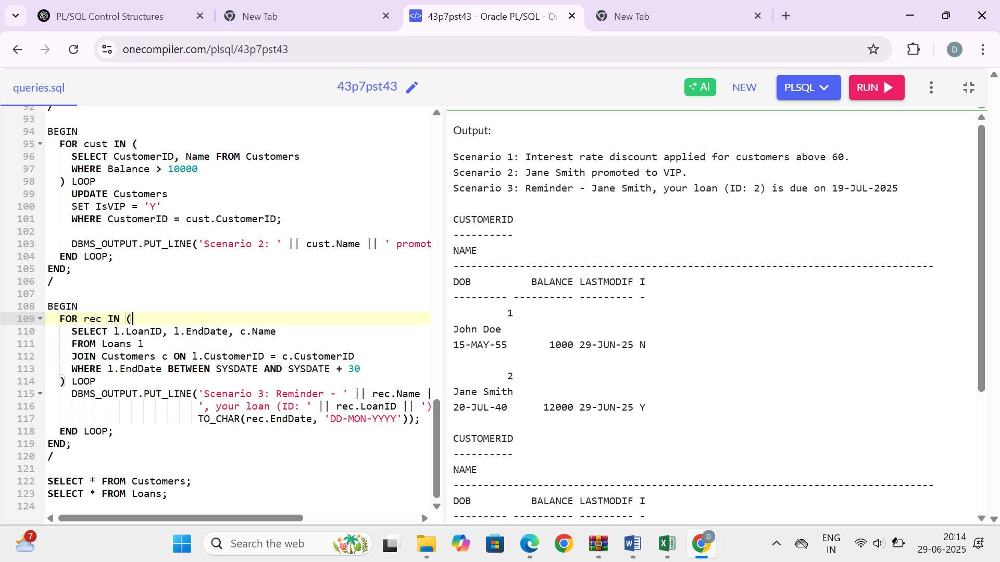 PL/SQL Control Structures
New Tab
43p7pst43 - Oracle PL/SQL - Or
New Tab
onecompiler.com/plsql/43p7pst43
D
queries.sql
43p7pst43
AI
NEW
PLSQL
RUN
92 /
93
94 BEGIN
95 FOR cust IN (
96 SELECT CustomerID, Name FROM Customers
97 WHERE Balance > 10000
98 ) LOOP
99 UPDATE Customers
100 SET IsVIP = 'Y'
101 WHERE CustomerID = cust.CustomerID;
102
103 DBMS_OUTPUT.PUT_LINE('Scenario 2: ' || cust.Name || ' promot
104 END LOOP;
105 END;
106 /
107
108 BEGIN
109 FOR rec IN (
110 SELECT l.LoanID, l.EndDate, c.Name
111 FROM Loans l
112 JOIN Customers c ON l.CustomerID = c.CustomerID
113 WHERE l.EndDate BETWEEN SYSDATE AND SYSDATE + 30
114 ) LOOP
115 DBMS_OUTPUT.PUT_LINE('Scenario 3: Reminder - ' || rec.Name |
116 ', your loan (ID: ' || rec.LoanID || ')
117 TO_CHAR(rec.EndDate, 'DD-MON-YYYY'));
118 END LOOP;
119 END;
120 /
121
122 SELECT * FROM Customers;
123 SELECT * FROM Loans;
124
Output:
Scenario 1: Interest rate discount applied for customers above 60.
Scenario 2: Jane Smith promoted to VIP.
Scenario 3: Reminder - Jane Smith, your loan (ID: 2) is due on 19-JUL-2025
CUSTOMERID
----------
NAME
--------------------------------------------------------------------------------
DOB BALANCE LASTMODIF I
--------- ---------- --------- -
1
John Doe
15-MAY-55 1000 29-JUN-25 N
2
Jane Smith
20-JUL-40 12000 29-JUN-25 Y
CUSTOMERID
----------
NAME
--------------------------------------------------------------------------------
DOB BALANCE LASTMODIF I
--------- ---------- --------- -
7
Search the web
D
ENG
IN
20:14
29-06-2025